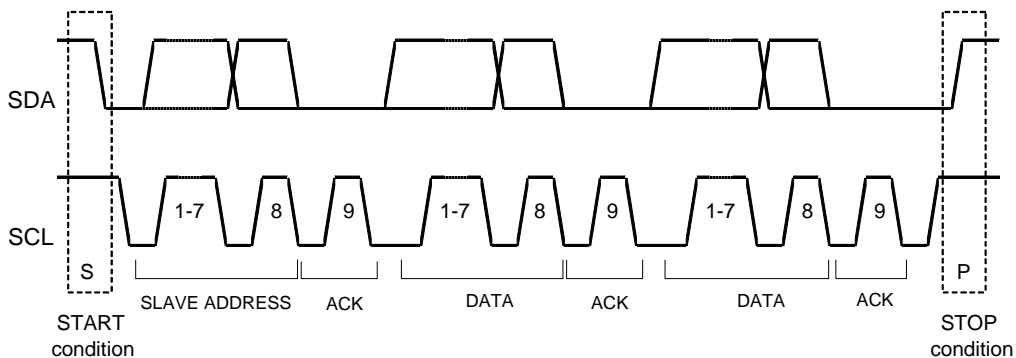 SDA
SCL
1-7 8 9 1-7 8 9 1-7 8 9
S P
SLAVE ADDRESS ACK DATA ACK DATA ACK
START
condition
STOP
condition